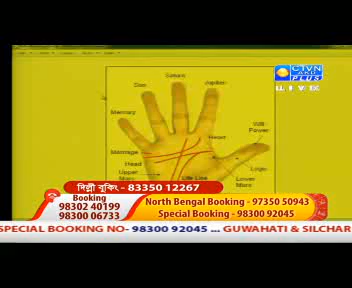 CTVN
AKD
PLUS
LIVE
Saturn
Sun
Jupiter
Mercury
Will-
Power
Heart
Marriage
Head
Logic
Upper
Mars
Life Line
Lower
Mars
শিল্পী বুকিং - 83350 12267
Booking
98302 40199
98300 06733
North Bengal Booking - 97350 50943
Special Booking - 98300 92045
SPECIAL BOOKING NO- 98300 92045 ... GUWAHATI & SILCHAR